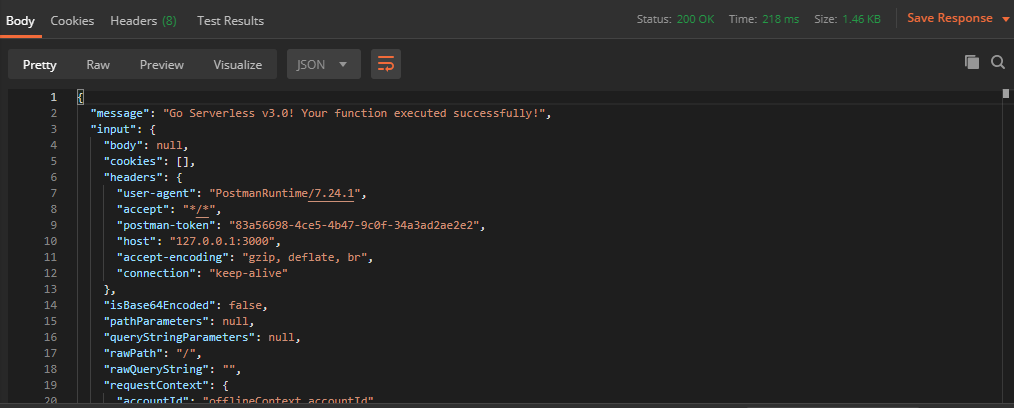 Body Cookies Headers (8) Test Results Status: 200 OK Time: 218 ms Size: 1.46 KB Save Response
Pretty Raw Preview Visualize JSON
1 {
2 "message": "Go Serverless v3.0! Your function executed successfully!",
3 "input": {
4 "body": null,
5 "cookies": [],
6 "headers": {
7 "user-agent": "PostmanRuntime/7.24.1",
8 "accept": "*/*",
9 "postman-token": "83a56698-4ce5-4b47-9c0f-34a3ad2ae2e2",
10 "host": "127.0.0.1:3000",
11 "accept-encoding": "gzip, deflate, br",
12 "connection": "keep-alive"
13 },
14 "isBase64Encoded": false,
15 "pathParameters": null,
16 "queryStringParameters": null,
17 "rawPath": "/",
18 "rawQueryString": "",
19 "requestContext": {
20 "accountId": "offlineContext_accountId"